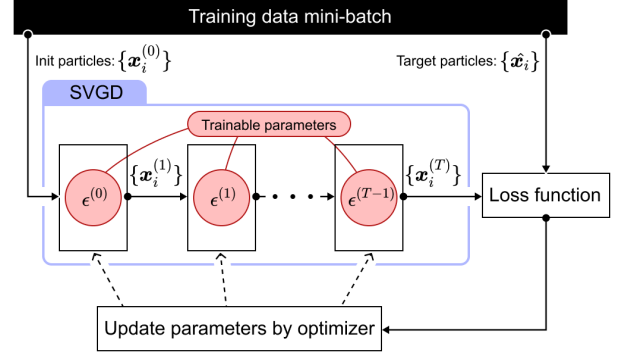 Training data mini-batch
Init particles: {𝒙_i^(0)}
Target particles: {𝒙̂_i}
SVGD
Trainable parameters
{𝒙_i^(1)}
{𝒙_i^(T)}
ϵ^(0)
ϵ^(1)
· · ·
ϵ^(T−1)
Loss function
Update parameters by optimizer